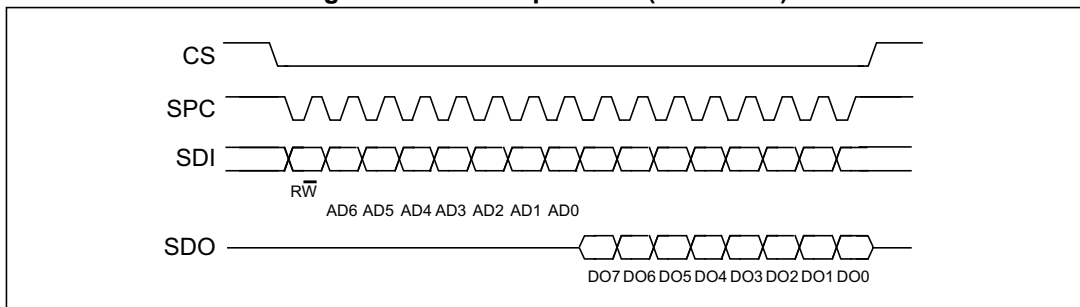 CS
SPC
SDI
RW̅
AD6 AD5 AD4 AD3 AD2 AD1 AD0
SDO
DO7 DO6 DO5 DO4 DO3 DO2 DO1 DO0